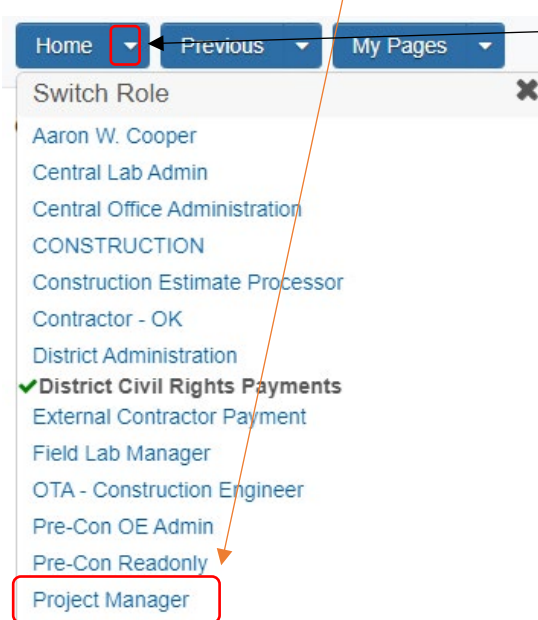 Home Previous My Pages
Switch Role
Aaron W. Cooper
Central Lab Admin
Central Office Administration
CONSTRUCTION
Construction Estimate Processor
Contractor - OK
District Administration
District Civil Rights Payments
External Contractor Payment
Field Lab Manager
OTA - Construction Engineer
Pre-Con OE Admin
Pre-Con Readonly
Project Manager